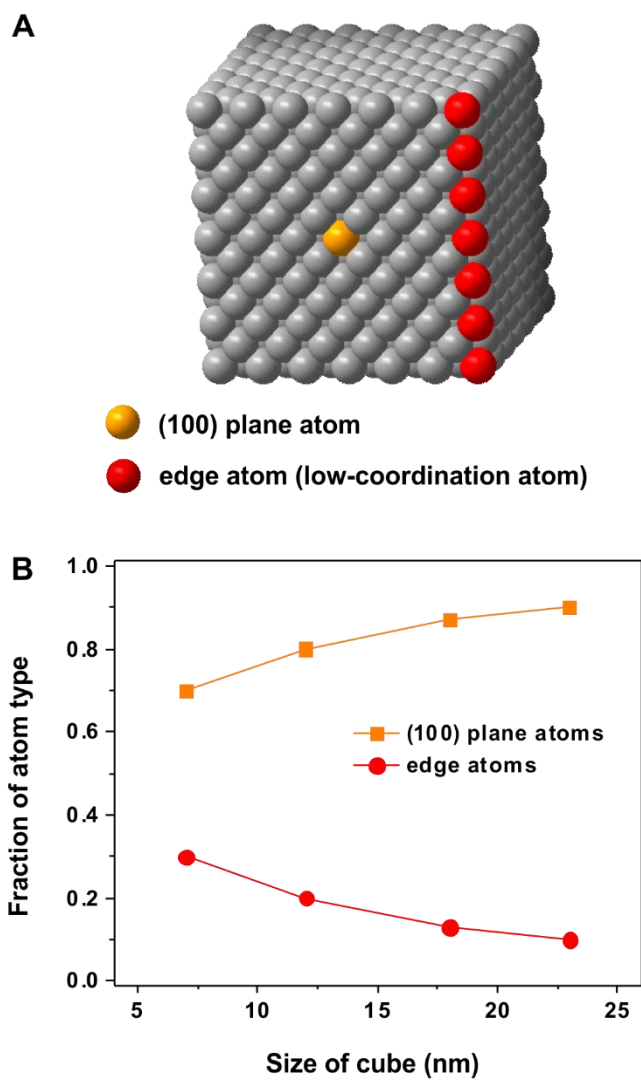 A
(100) plane atom
edge atom (low-coordination atom)
B
1.0
0.8
0.6
0.4
0.2
0.0
Fraction of atom type
(100) plane atoms
edge atoms
5 10 15 20 25
Size of cube (nm)